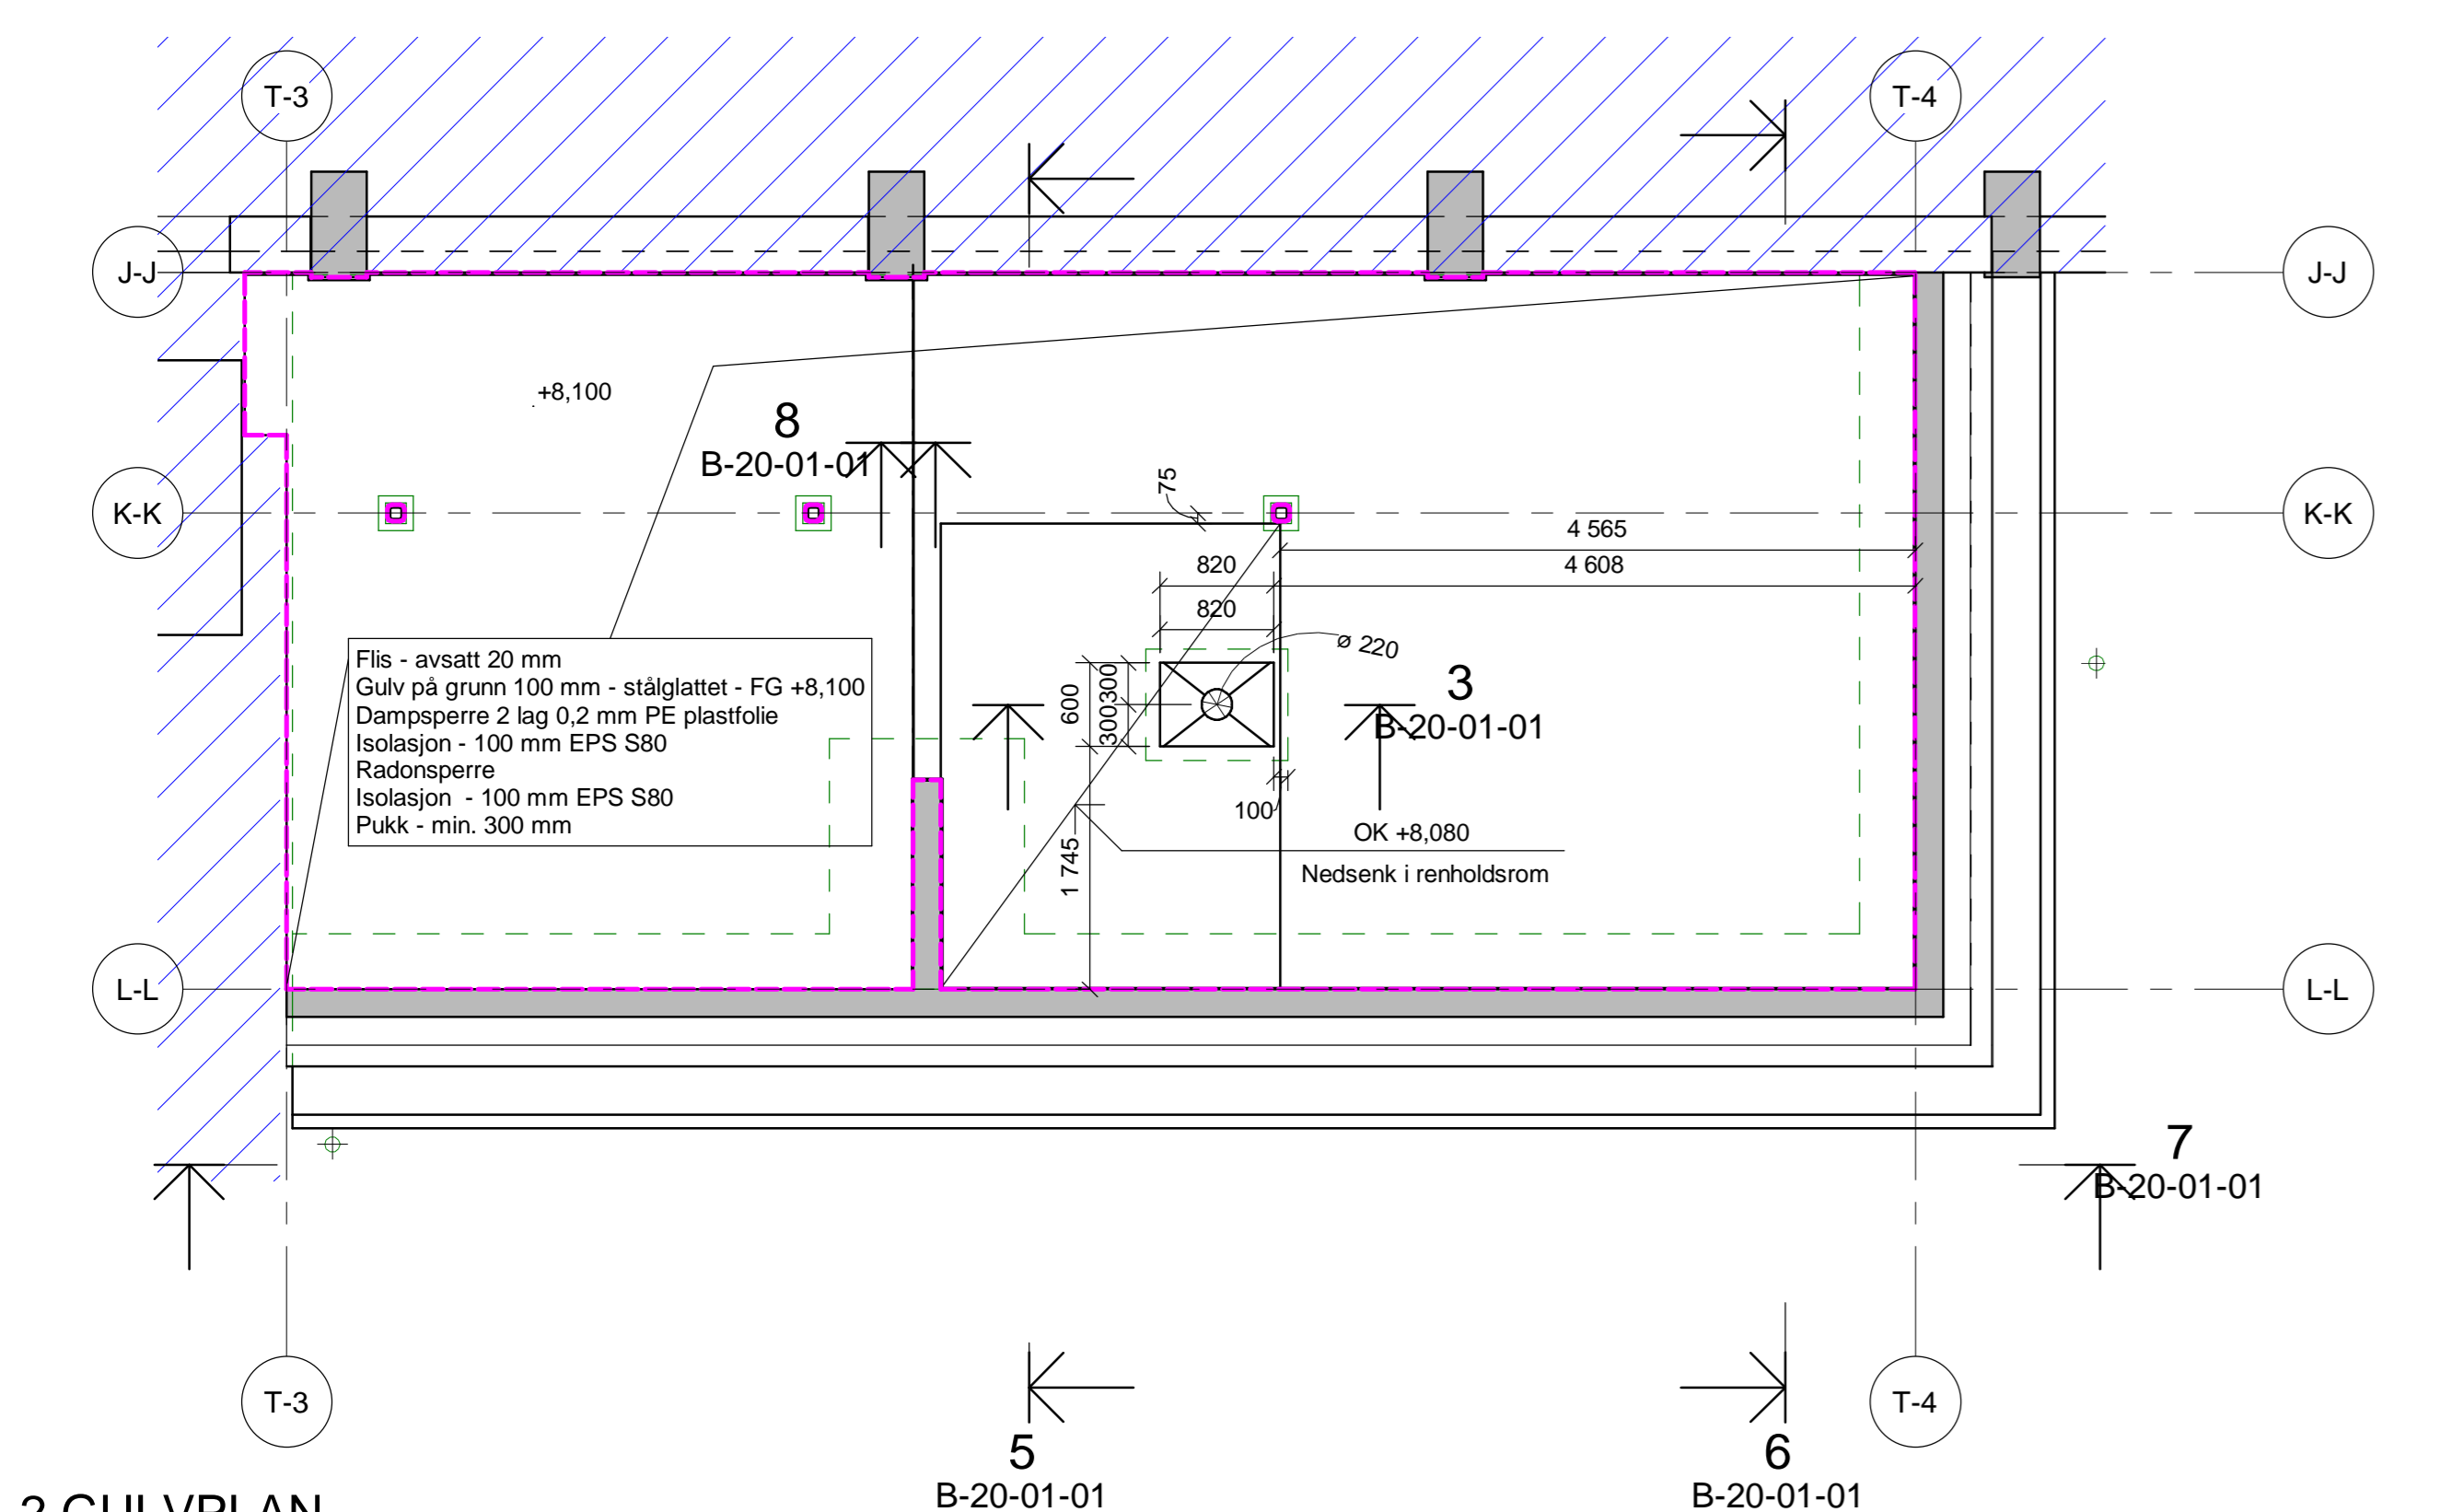 T-3
T-4
J-J
J-J
+8,100
8
B-20-01-01
75
K-K
K-K
4 565
820
4 608
820
ø 220
Flis - avsatt 20 mm
Gulv på grunn 100 mm - stålglattet - FG +8,100
Dampsperre 2 lag 0,2 mm PE plastfolie
Isolasjon - 100 mm EPS S80
Radonsperre
Isolasjon - 100 mm EPS S80
Pukk - min. 300 mm
600
300
300
3
B-20-01-01
100
OK +8,080
1 745
Nedsenk i renholdsrom
L-L
L-L
7
B-20-01-01
T-3
T-4
5
B-20-01-01
6
B-20-01-01
2 GULVPLAN